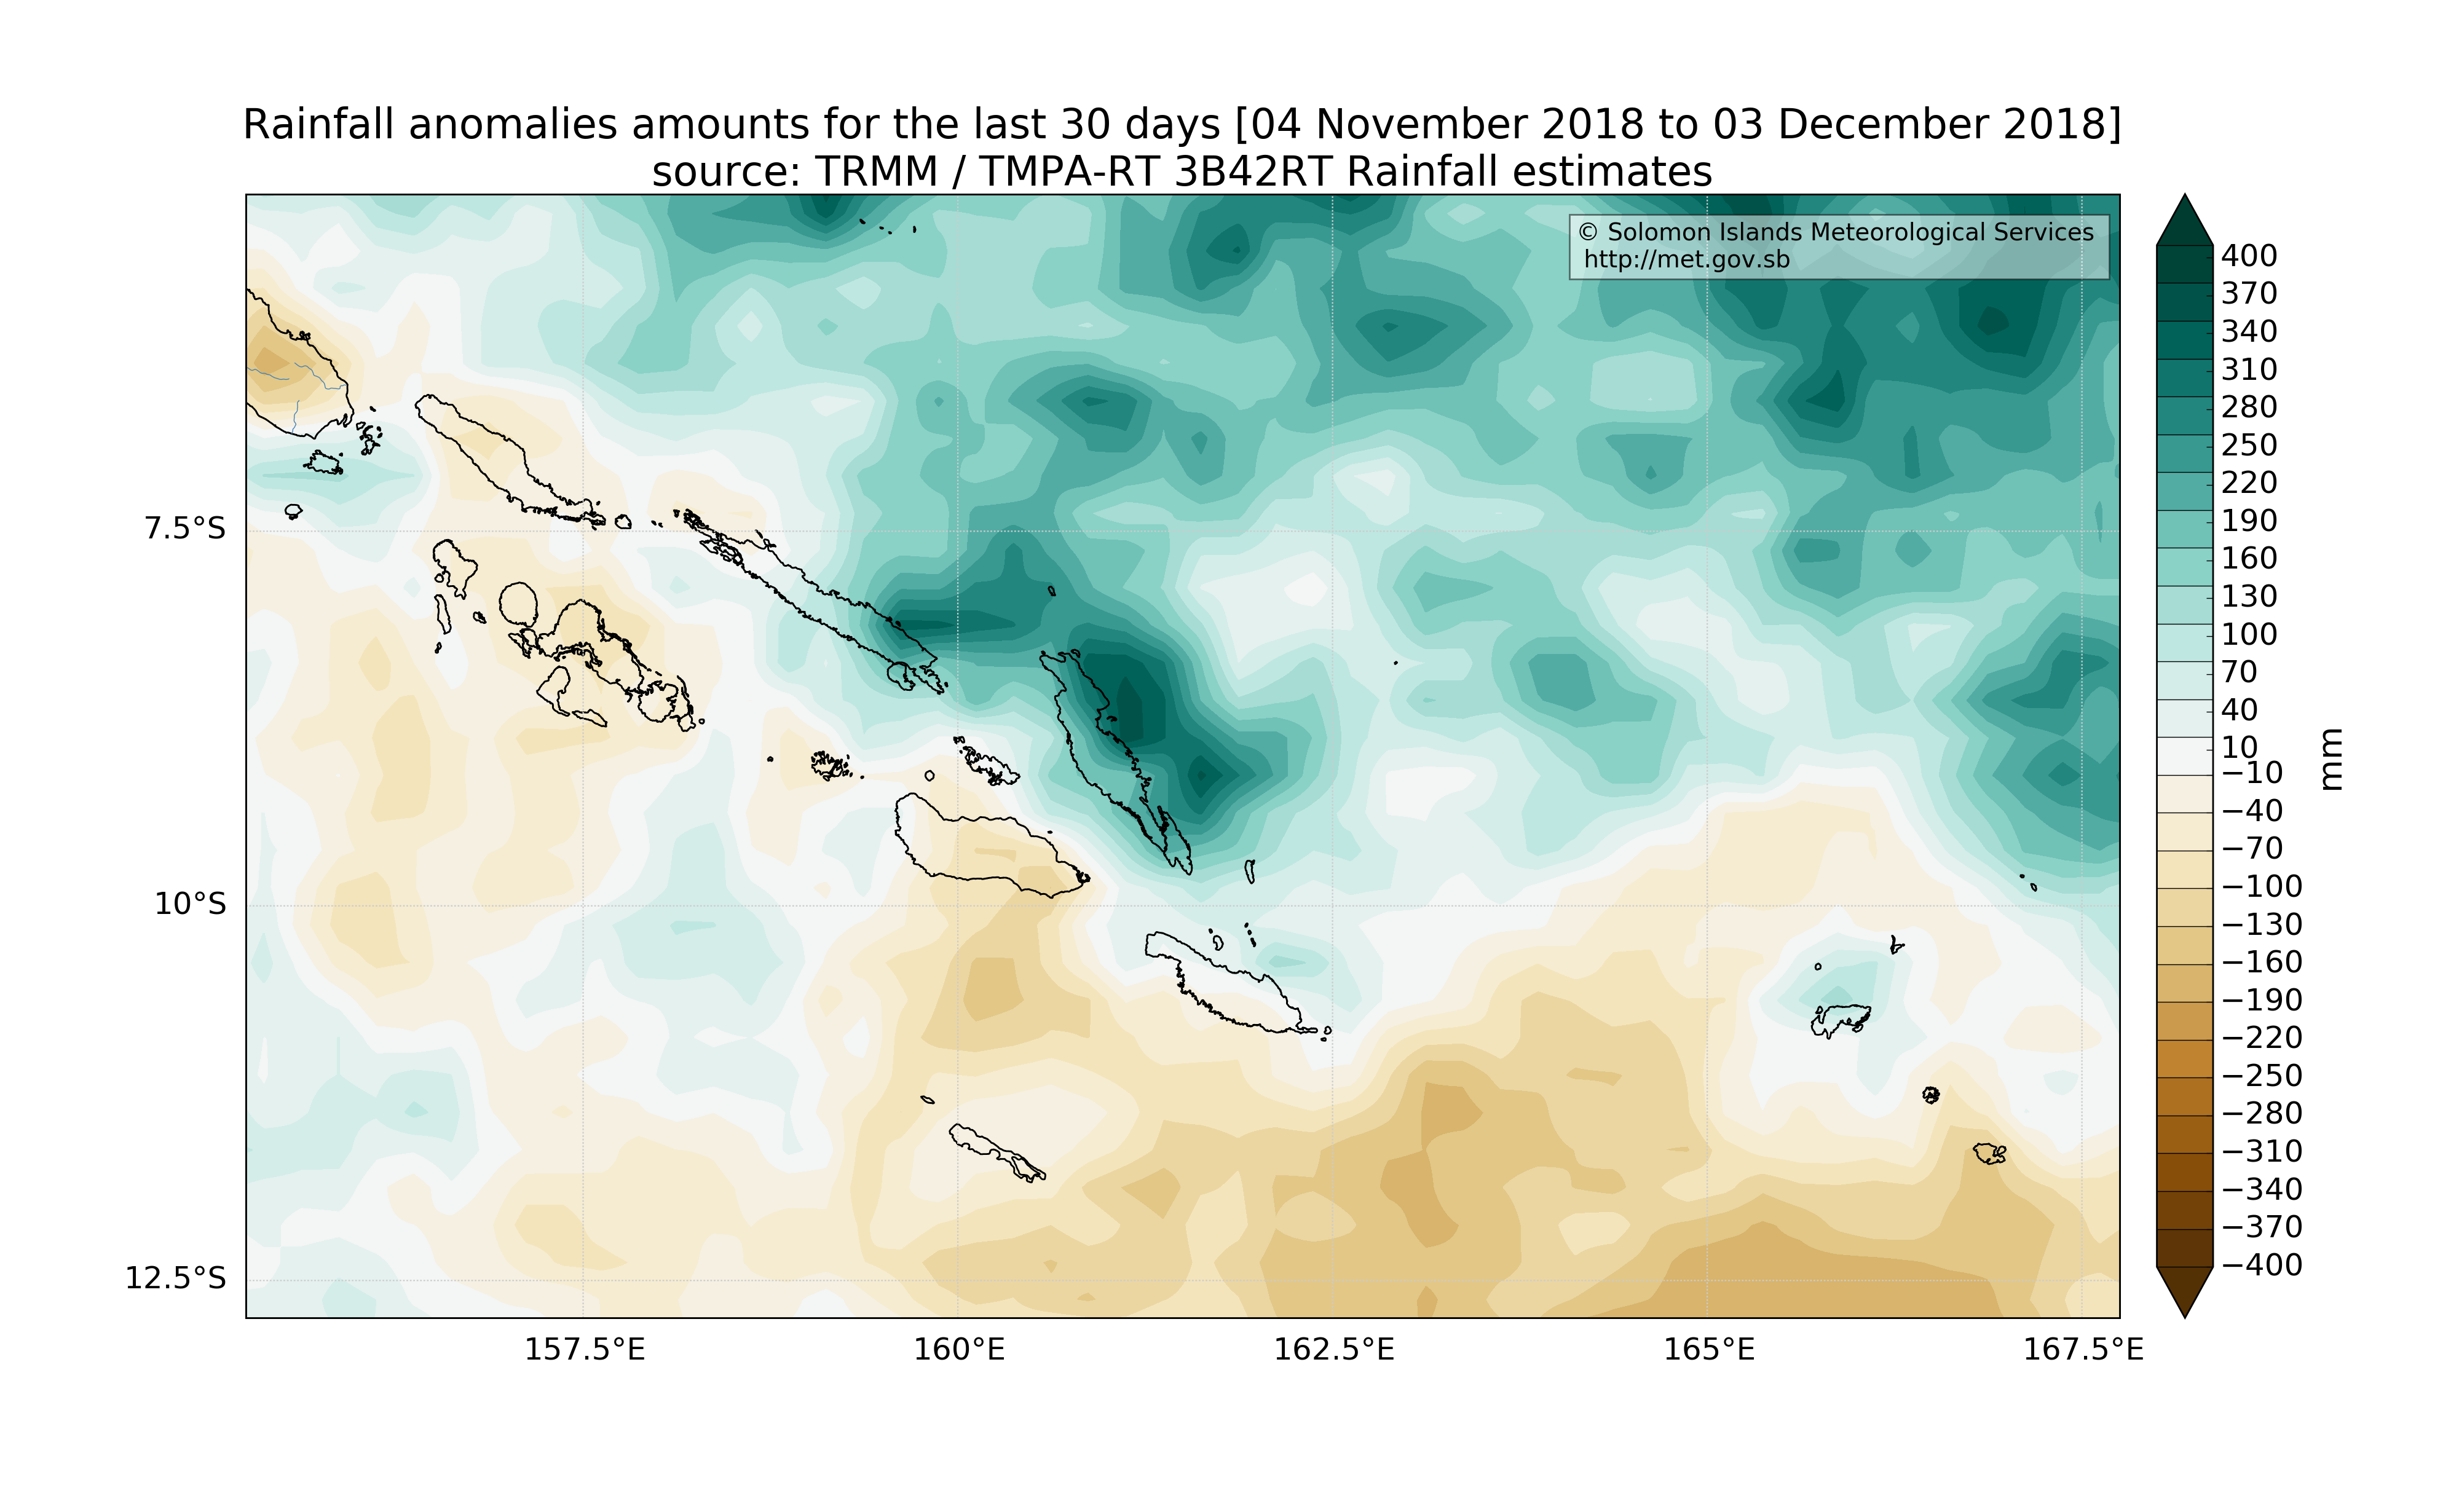 Rainfall anomalies amounts for the last 30 days [04 November 2018 to 03 December 2018]
source: TRMM / TMPA-RT 3B42RT Rainfall estimates
© Solomon Islands Meteorological Services
http://met.gov.sb
7.5°S
10°S
12.5°S
157.5°E
160°E
162.5°E
165°E
167.5°E
400
370
340
310
280
250
220
190
160
130
100
70
40
10
−10
−40
−70
−100
−130
−160
−190
−220
−250
−280
−310
−340
−370
−400
mm